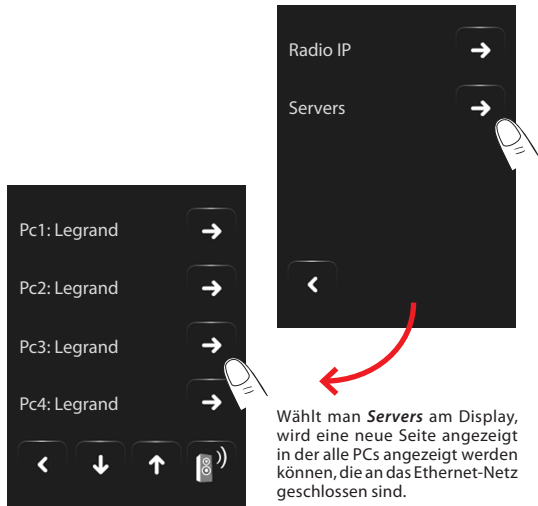 Radio IP
Servers
Pc1: Legrand
Pc2: Legrand
Pc3: Legrand
Pc4: Legrand
Wählt man Servers am Display,
wird eine neue Seite angezeigt
in der alle PCs angezeigt werden
können, die an das Ethernet-Netz
geschlossen sind.